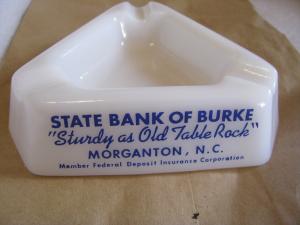 STATE BANK OF BURKE
"Sturdy as Old Table Rock"
MORGANTON, N.C.
Member Federal Deposit Insurance Corporation